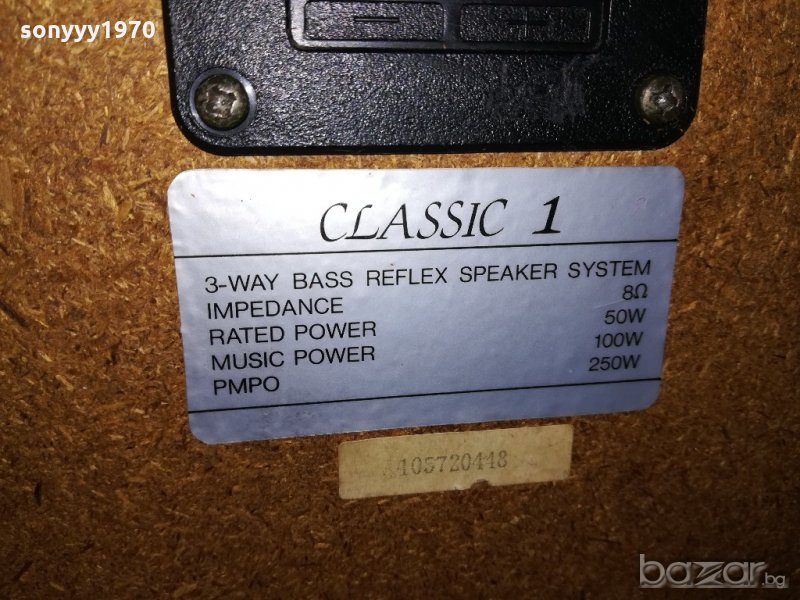 sonyyy1970
− +
CLASSIC 1
3-WAY BASS REFLEX SPEAKER SYSTEM
IMPEDANCE 8Ω
RATED POWER 50W
MUSIC POWER 100W
PMPO 250W
A105720448
bazar.bg